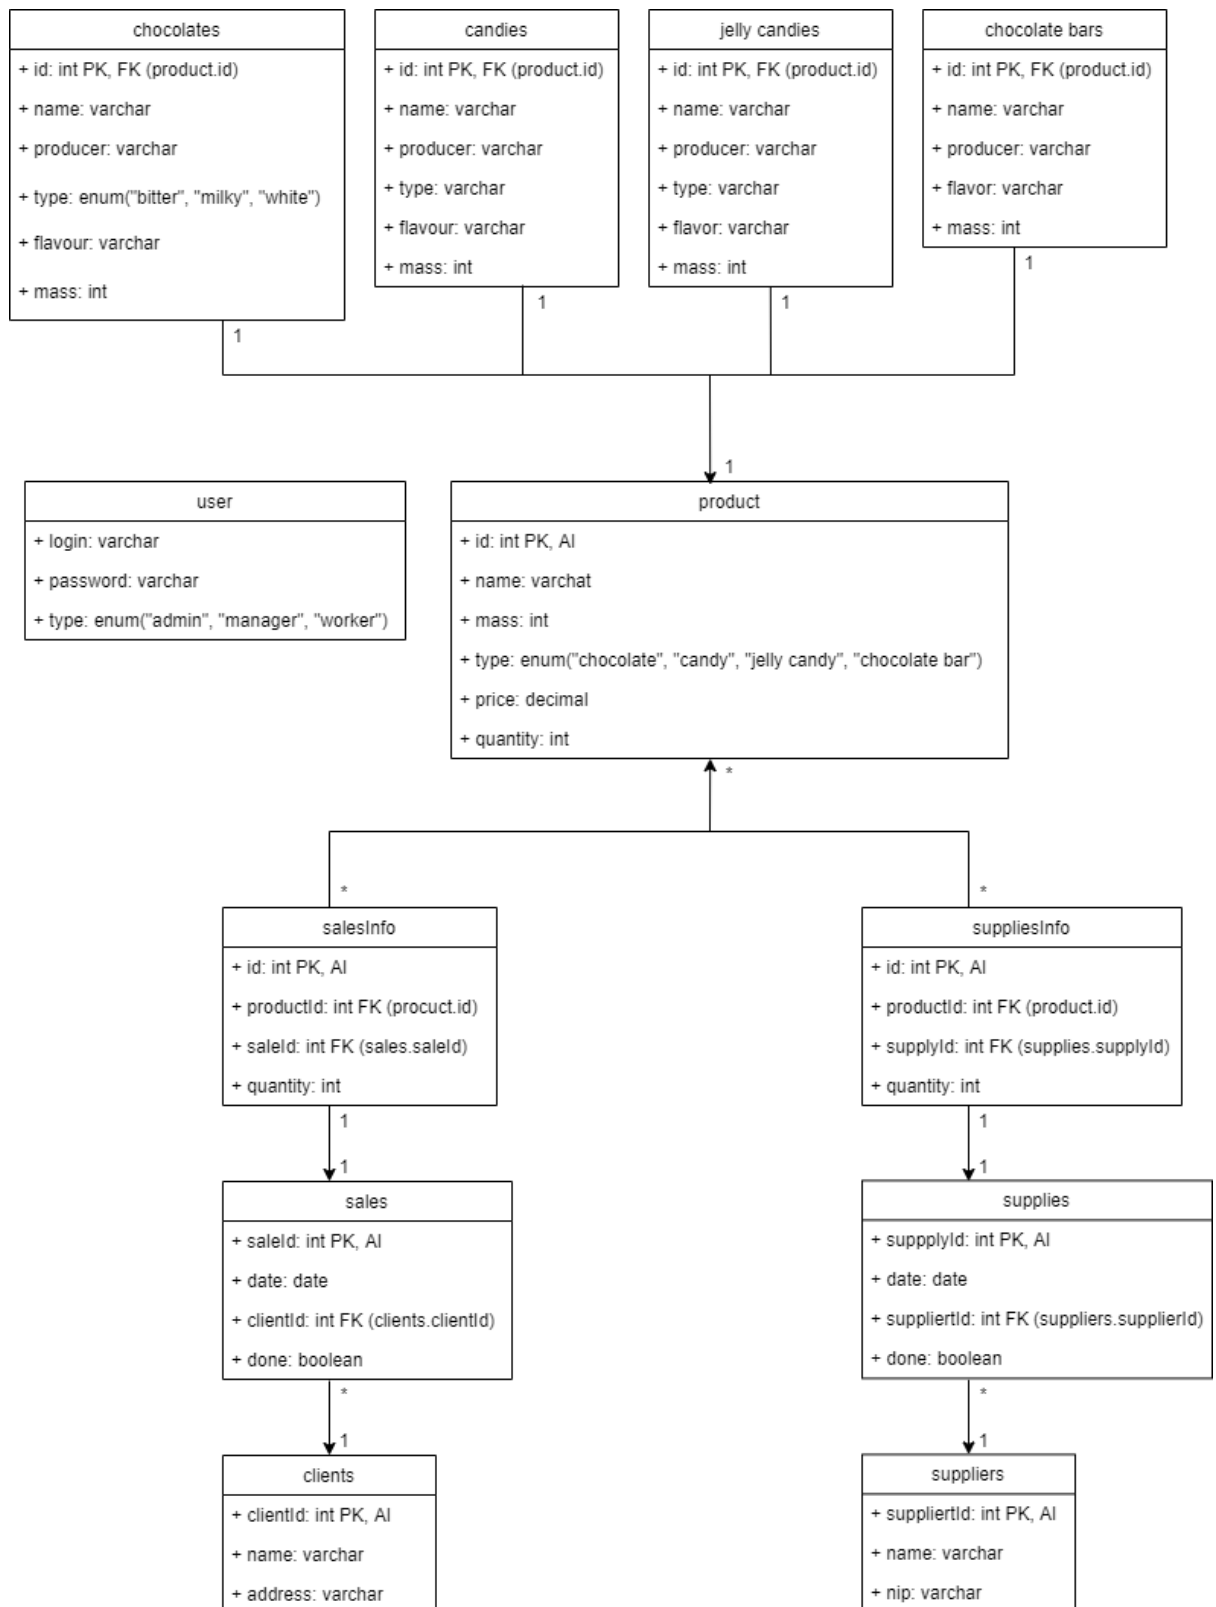 chocolates
+ id: int PK, FK (product.id)
+ name: varchar
+ producer: varchar
+ type: enum("bitter", "milky", "white")
+ flavour: varchar
+ mass: int
1
candies
+ id: int PK, FK (product.id)
+ name: varchar
+ producer: varchar
+ type: varchar
+ flavour: varchar
+ mass: int
1
jelly candies
+ id: int PK, FK (product.id)
+ name: varchar
+ producer: varchar
+ type: varchar
+ flavor: varchar
+ mass: int
1
chocolate bars
+ id: int PK, FK (product.id)
+ name: varchar
+ producer: varchar
+ flavor: varchar
+ mass: int
1
1
user
+ login: varchar
+ password: varchar
+ type: enum("admin", "manager", "worker")
product
+ id: int PK, AI
+ name: varchat
+ mass: int
+ type: enum("chocolate", "candy", "jelly candy", "chocolate bar")
+ price: decimal
+ quantity: int
*
*
salesInfo
+ id: int PK, AI
+ productId: int FK (procuct.id)
+ saleId: int FK (sales.saleId)
+ quantity: int
1
1
sales
+ saleId: int PK, AI
+ date: date
+ clientId: int FK (clients.clientId)
+ done: boolean
*
1
clients
+ clientId: int PK, AI
+ name: varchar
+ address: varchar
*
suppliesInfo
+ id: int PK, AI
+ productId: int FK (product.id)
+ supplyId: int FK (supplies.supplyId)
+ quantity: int
1
1
supplies
+ suppplyId: int PK, AI
+ date: date
+ suppliertId: int FK (suppliers.supplierId)
+ done: boolean
*
1
suppliers
+ suppliertId: int PK, AI
+ name: varchar
+ nip: varchar